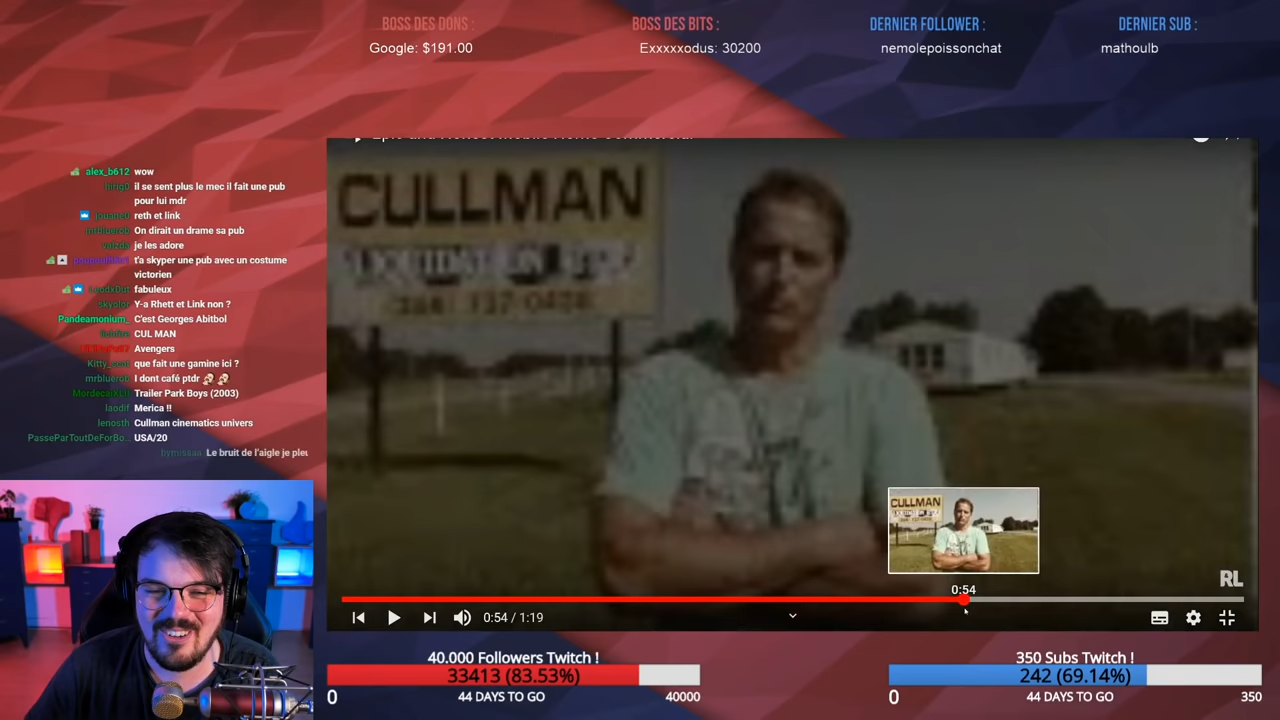 BOSS DES DONS :
Google: $191.00
BOSS DES BITS :
Exxxxxodus: 30200
DERNIER FOLLOWER :
nemolepoissonchat
DERNIER SUB :
mathoulb
alex_b612 wow
il se sent plus le mec il fait une pub
pour lui mdr
reth et link
On dirait un drame sa pub
je les adore
t'a skyper une pub avec un costume
victorien
fabuleux
skyolor Y-a Rhett et Link non ?
Pandeamonium_ C'est Georges Abitbol
CUL MAN
Avengers
que fait une gamine ici ?
mrbluerob I dont café ptdr
Trailer Park Boys (2003)
laodif Merica !!
lenosth Cullman cinematics univers
PasseParToutDeForBo... USA/20
Le bruit de l'aigle je pleu
CULLMAN
CULLMAN
0:54
RL
0:54 / 1:19
40.000 Followers Twitch !
33413 (83.53%)
0
44 DAYS TO GO
40000
350 Subs Twitch !
242 (69.14%)
0
44 DAYS TO GO
350